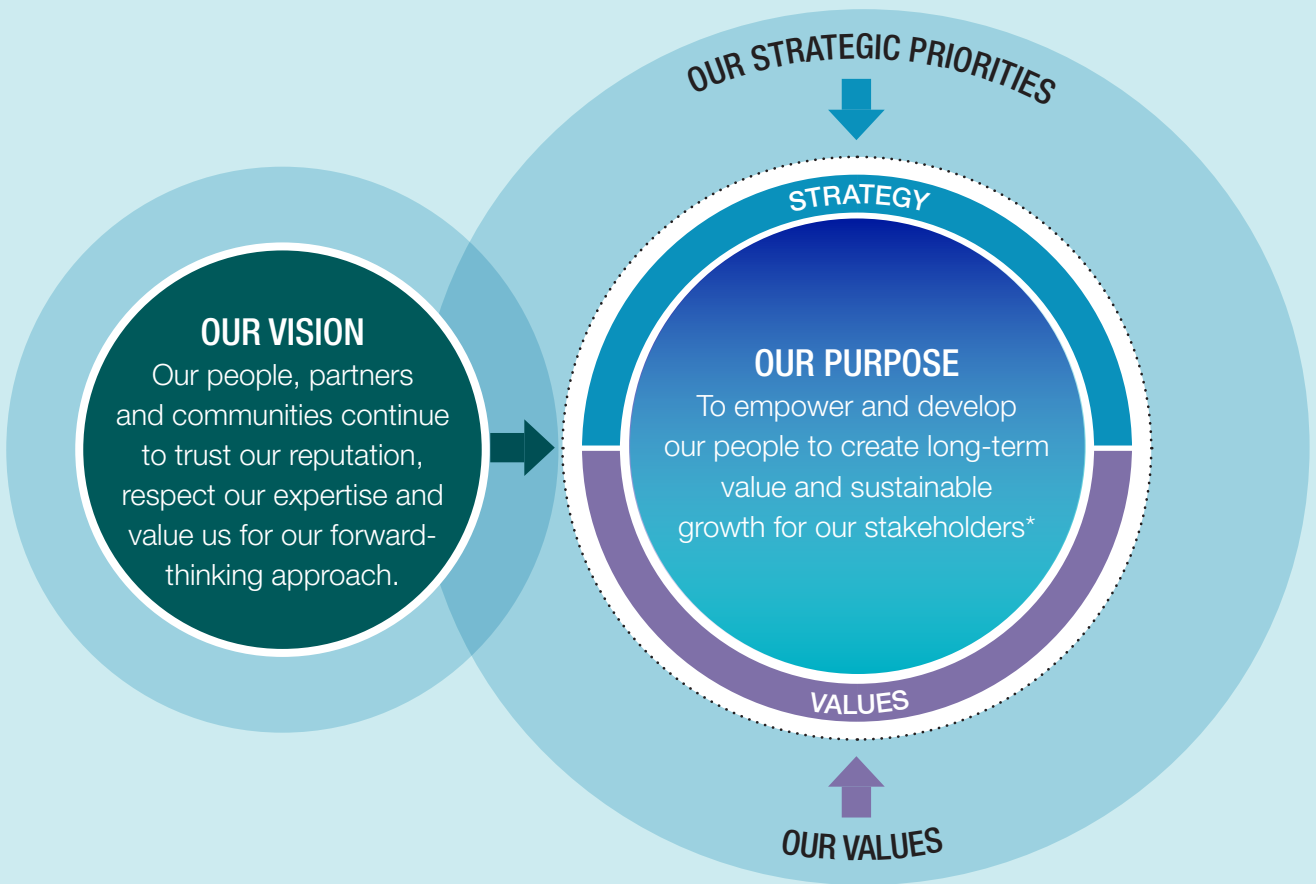 OUR STRATEGIC PRIORITIES
STRATEGY
OUR VISION
Our people, partners
and communities continue
to trust our reputation,
respect our expertise and
value us for our forward-
thinking approach.
OUR PURPOSE
To empower and develop
our people to create long-term
value and sustainable
growth for our stakeholders*
VALUES
OUR VALUES